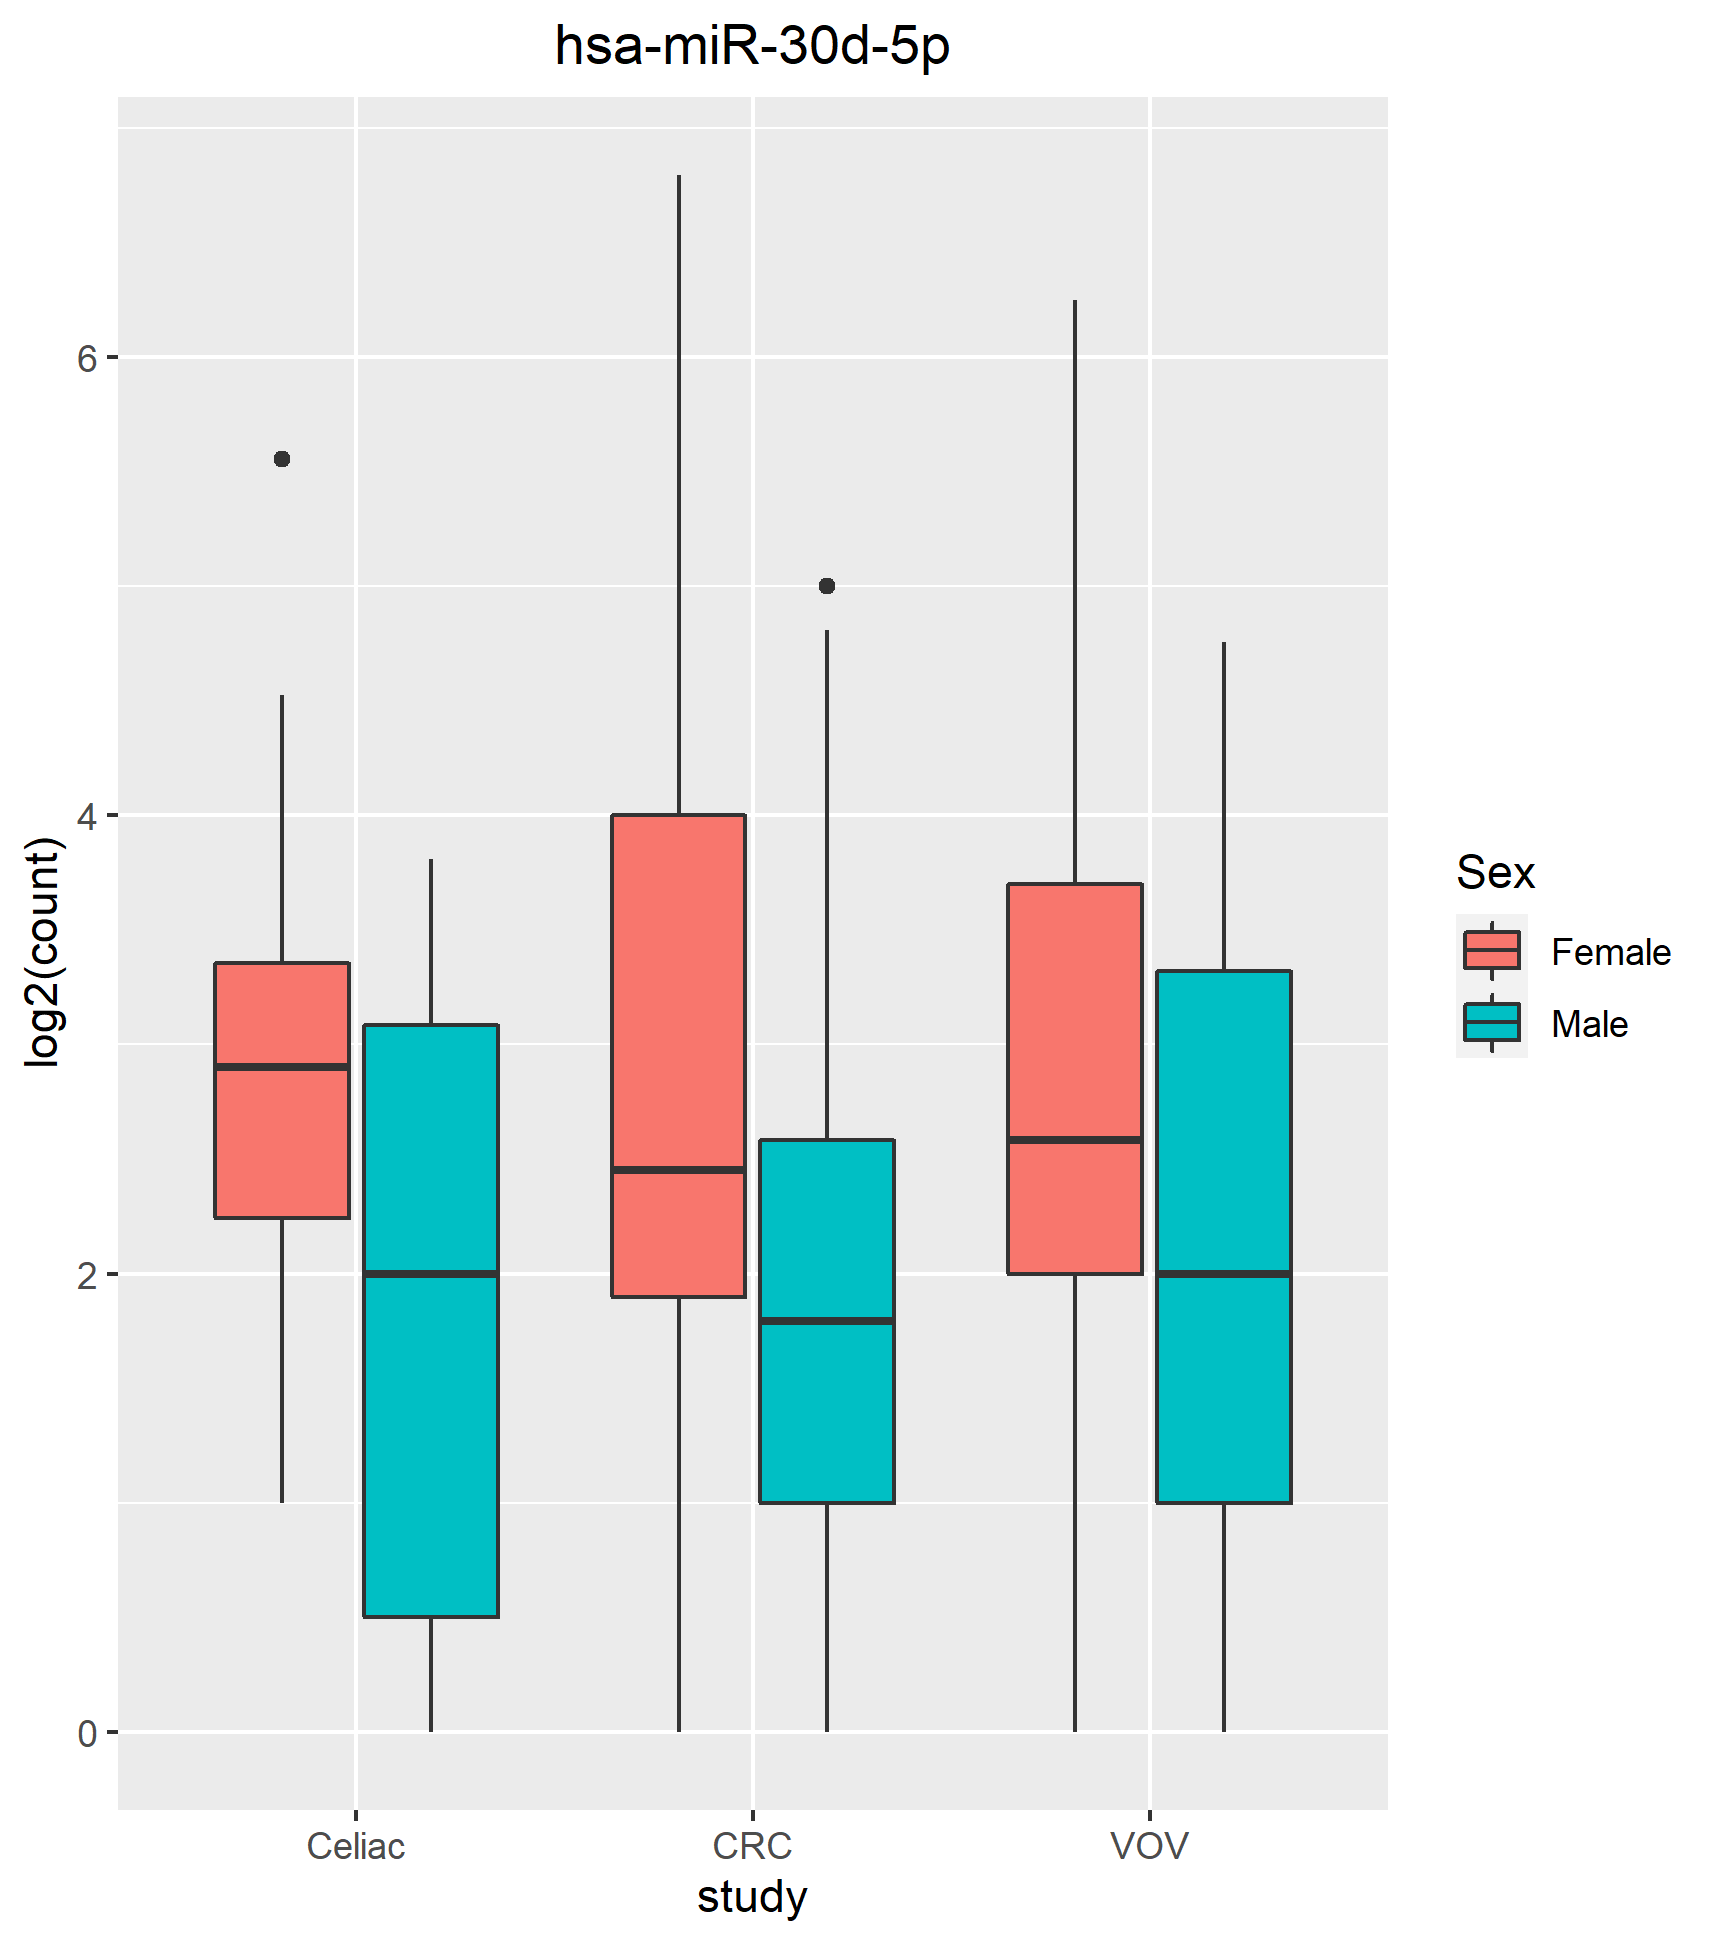 hsa-miR-30d-5p
log2(count)
6
4
2
0
Celiac
CRC
VOV
study
Sex
Female
Male